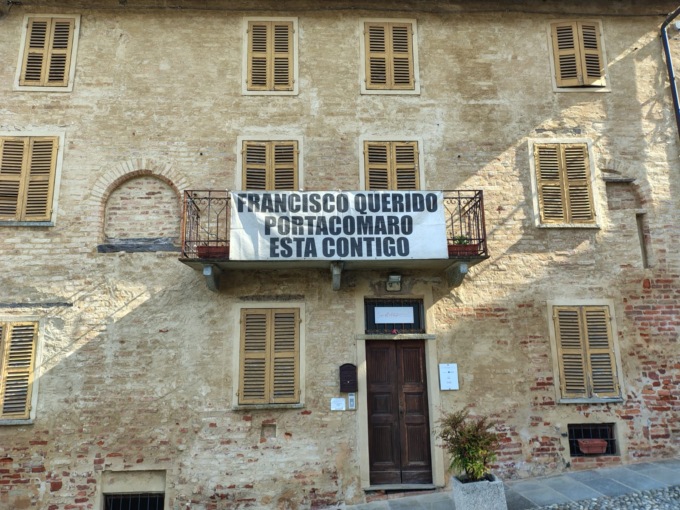 FRANCISCO QUERIDO
PORTACOMARO
ESTA CONTIGO